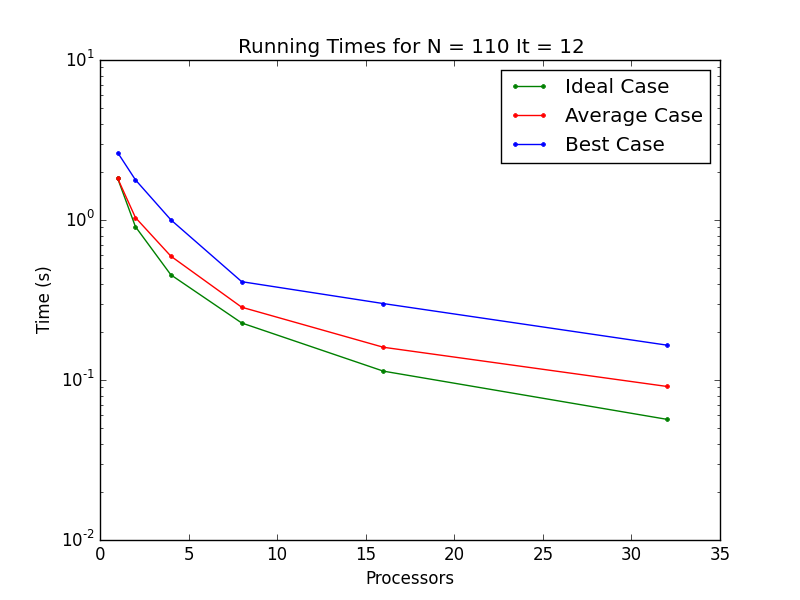 Running Times for N = 110 It = 12
Ideal Case
Average Case
Best Case
Time (s)
10^1
10^0
10^-1
10^-2
0 5 10 15 20 25 30 35
Processors